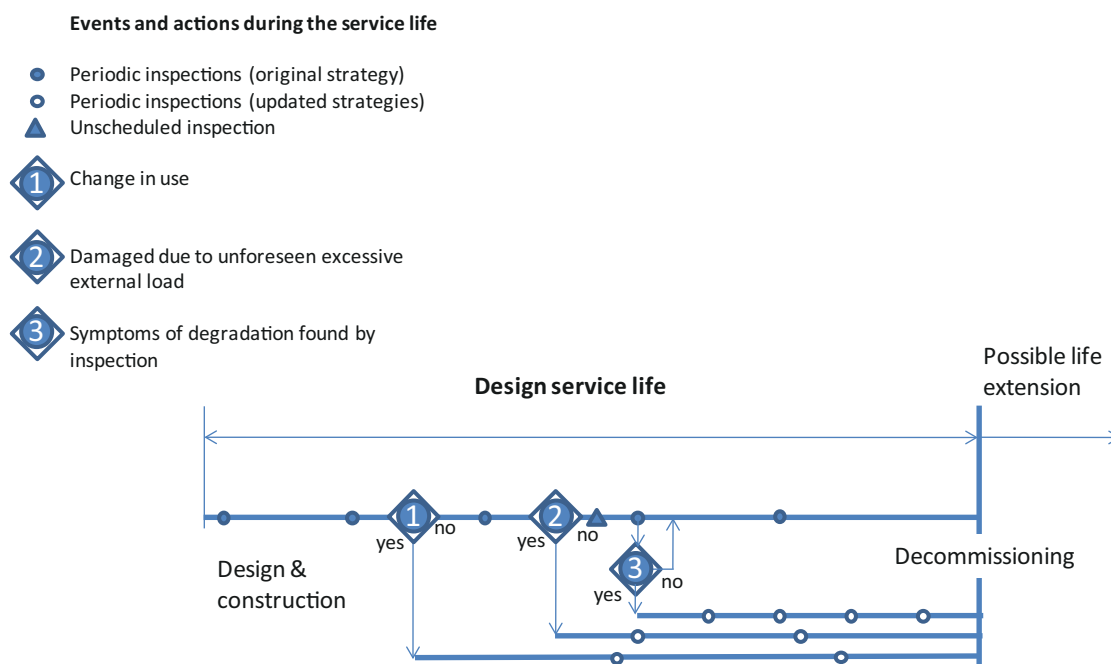 Events and actions during the service life
Periodic inspections (original strategy)
Periodic inspections (updated strategies)
Unscheduled inspection
1
Change in use
2
Damaged due to unforeseen excessive
external load
3
Symptoms of degradation found by
inspection
Possible life
extension
Design service life
1
no
yes
2
no
yes
3
no
yes
Design &
construction
Decommissioning